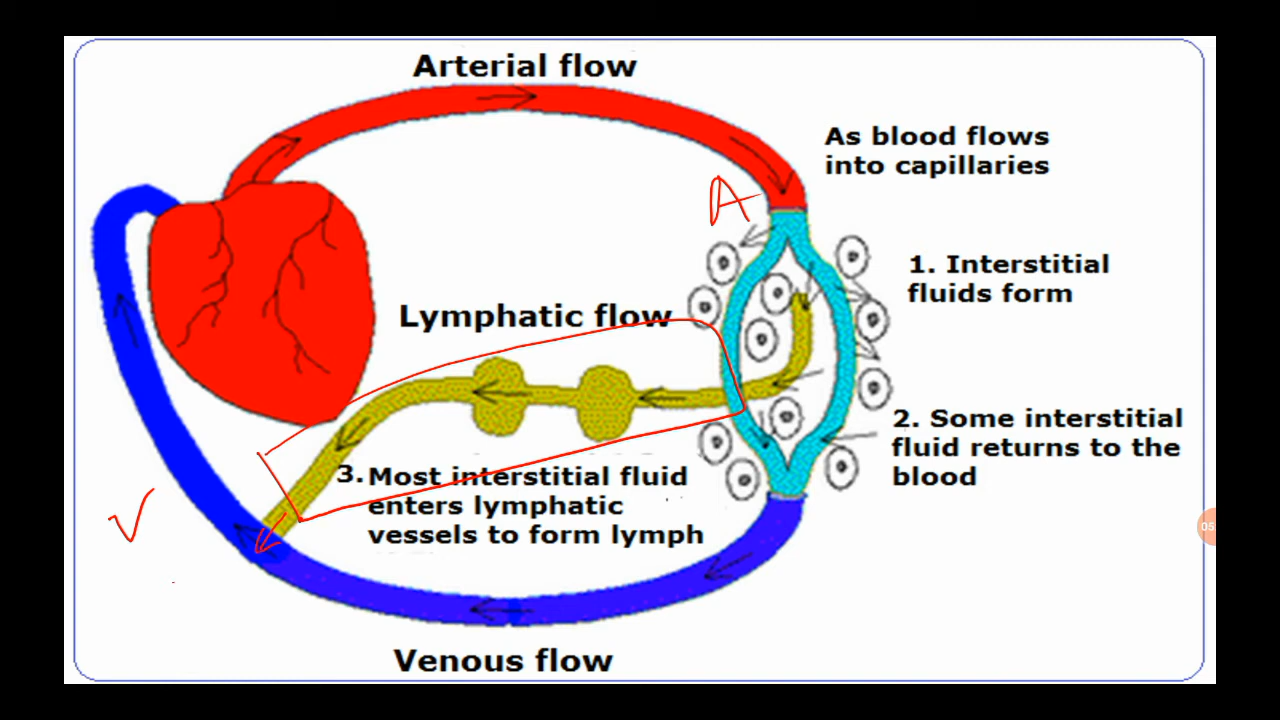 Arterial flow
As blood flows
into capillaries
A
1. Interstitial
fluids form
Lymphatic flow
2. Some interstitial
fluid returns to the
blood
3. Most interstitial fluid
enters lymphatic
vessels to form lymph
V
Venous flow